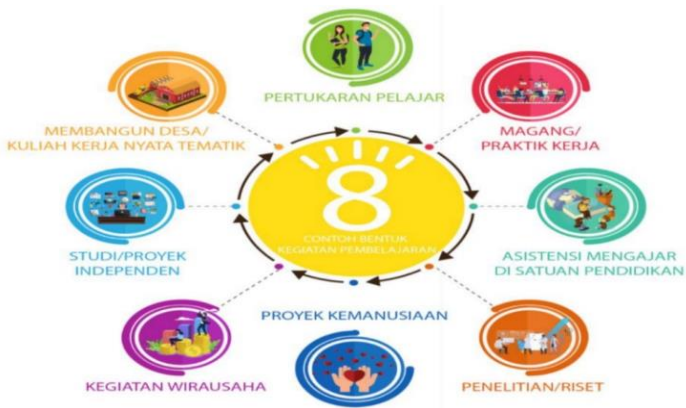 PERTUKARAN PELAJAR
MAGANG/
PRAKTIK KERJA
ASISTENSI MENGAJAR
DI SATUAN PENDIDIKAN
PENELITIAN/RISET
PROYEK KEMANUSIAAN
KEGIATAN WIRAUSAHA
STUDI/PROYEK
INDEPENDEN
MEMBANGUN DESA/
KULIAH KERJA NYATA TEMATIK
8
CONTOH BENTUK
KEGIATAN PEMBELAJARAN